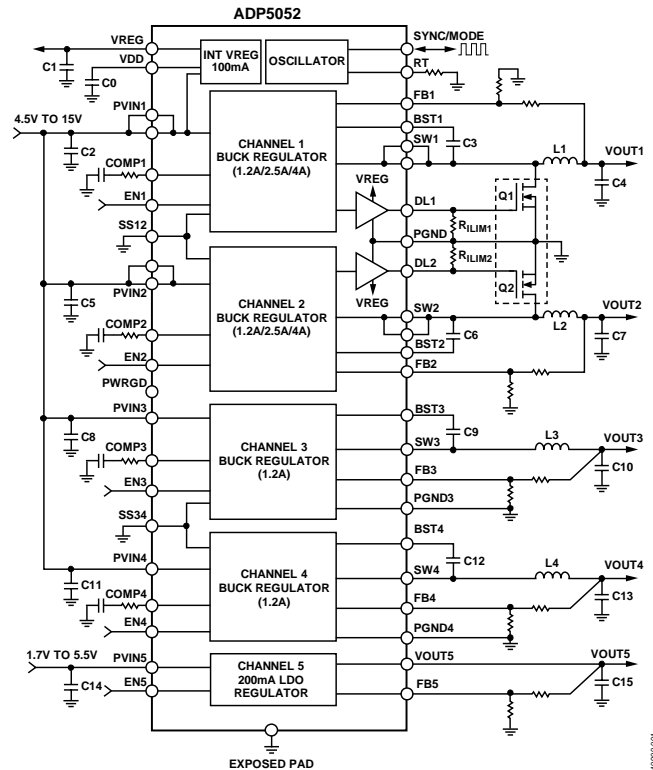 ADP5052
VREG
VDD
C1
C0
INT VREG
100mA
OSCILLATOR
SYNC/MODE
RT
4.5V TO 15V
PVIN1
C2
COMP1
EN1
SS12
CHANNEL 1
BUCK REGULATOR
(1.2A/2.5A/4A)
FB1
BST1
SW1
C3
L1
VOUT1
C4
VREG
DL1
Q1
RILIM1
PGND
RILIM2
DL2
Q2
VREG
PVIN2
C5
COMP2
EN2
PWRGD
CHANNEL 2
BUCK REGULATOR
(1.2A/2.5A/4A)
SW2
L2
VOUT2
C6
C7
BST2
FB2
PVIN3
C8
COMP3
EN3
SS34
CHANNEL 3
BUCK REGULATOR
(1.2A)
BST3
C9
SW3
L3
VOUT3
C10
FB3
PGND3
PVIN4
C11
COMP4
EN4
CHANNEL 4
BUCK REGULATOR
(1.2A)
BST4
C12
SW4
L4
VOUT4
C13
FB4
PGND4
1.7V TO 5.5V
PVIN5
C14
EN5
CHANNEL 5
200mA LDO
REGULATOR
VOUT5
VOUT5
C15
FB5
EXPOSED PAD